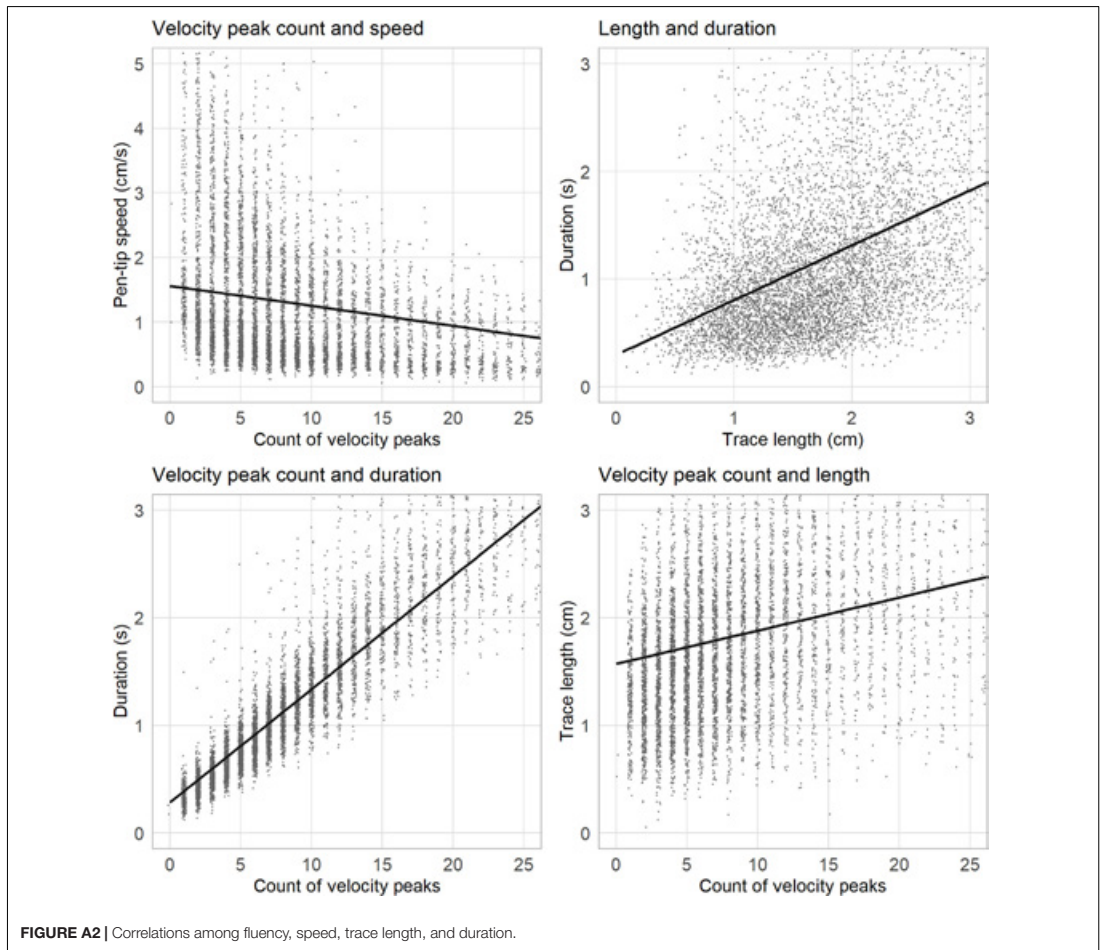 Velocity peak count and speed
5
4
3
2
1
0
Pen-tip speed (cm/s)
0 5 10 15 20 25
Count of velocity peaks
Length and duration
3
2
1
0
Duration (s)
0 1 2 3
Trace length (cm)
Velocity peak count and duration
3
2
1
0
Duration (s)
0 5 10 15 20 25
Count of velocity peaks
Velocity peak count and length
3
2
1
0
Trace length (cm)
0 5 10 15 20 25
Count of velocity peaks
FIGURE A2 | Correlations among fluency, speed, trace length, and duration.